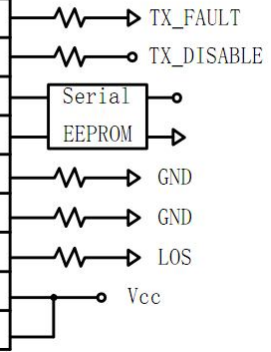 TX_FAULT
TX_DISABLE
Serial
EEPROM
GND
GND
LOS
Vcc